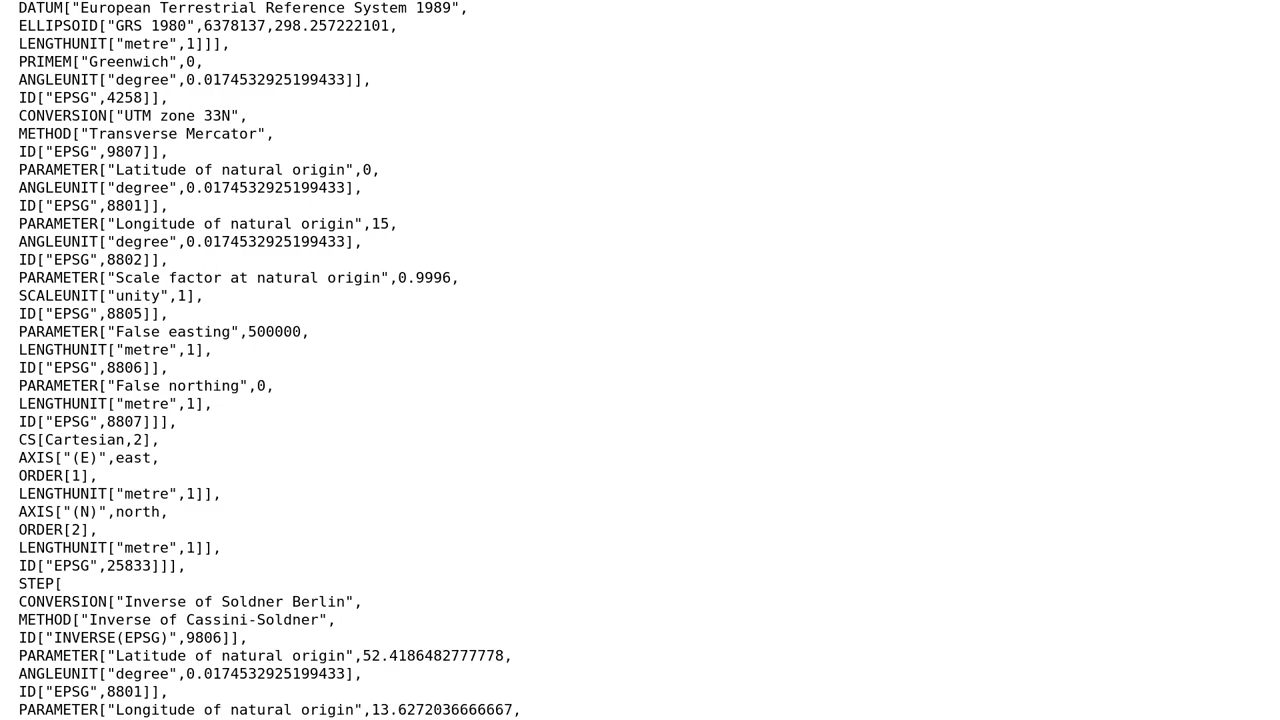 DATUM["European Terrestrial Reference System 1989",
ELLIPSOID["GRS 1980",6378137,298.257222101,
LENGTHUNIT["metre",1]]],
PRIMEM["Greenwich",0,
ANGLEUNIT["degree",0.0174532925199433]],
ID["EPSG",4258]],
CONVERSION["UTM zone 33N",
METHOD["Transverse Mercator",
ID["EPSG",9807]],
PARAMETER["Latitude of natural origin",0,
ANGLEUNIT["degree",0.0174532925199433],
ID["EPSG",8801]],
PARAMETER["Longitude of natural origin",15,
ANGLEUNIT["degree",0.0174532925199433],
ID["EPSG",8802]],
PARAMETER["Scale factor at natural origin",0.9996,
SCALEUNIT["unity",1],
ID["EPSG",8805]],
PARAMETER["False easting",500000,
LENGTHUNIT["metre",1],
ID["EPSG",8806]],
PARAMETER["False northing",0,
LENGTHUNIT["metre",1],
ID["EPSG",8807]]],
CS[Cartesian,2],
AXIS["(E)",east,
ORDER[1],
LENGTHUNIT["metre",1]],
AXIS["(N)",north,
ORDER[2],
LENGTHUNIT["metre",1]],
ID["EPSG",25833]]],
STEP[
CONVERSION["Inverse of Soldner Berlin",
METHOD["Inverse of Cassini-Soldner",
ID["INVERSE(EPSG)",9806]],
PARAMETER["Latitude of natural origin",52.4186482777778,
ANGLEUNIT["degree",0.0174532925199433],
ID["EPSG",8801]],
PARAMETER["Longitude of natural origin",13.6272036666667,